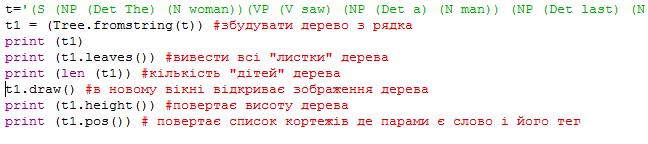 t='(S (NP (Det The) (N woman))(VP (V saw) (NP (Det a) (N man)) (NP (Det last) (N
t1 = (Tree.fromstring(t)) #збудувати дерево з рядка
print (t1)
print (t1.leaves()) #вивести всі "листки" дерева
print (len (t1)) #кількість "дітей" дерева
t1.draw() #в новому вікні відкриває зображення дерева
print (t1.height()) #повертає висоту дерева
print (t1.pos()) # повертає список кортежів де парами є слово і його тег